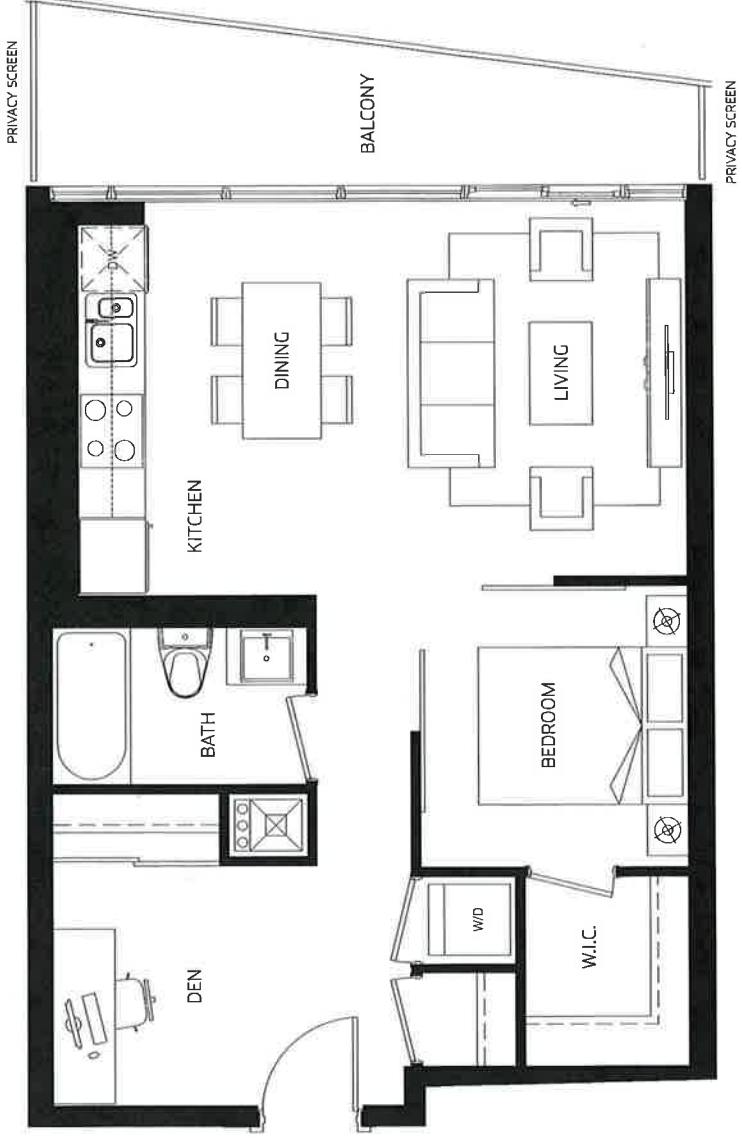 PRIVACY SCREEN
BALCONY
PRIVACY SCREEN
DW
DINING
LIVING
KITCHEN
BATH
BEDROOM
W/D
W.I.C.
DEN